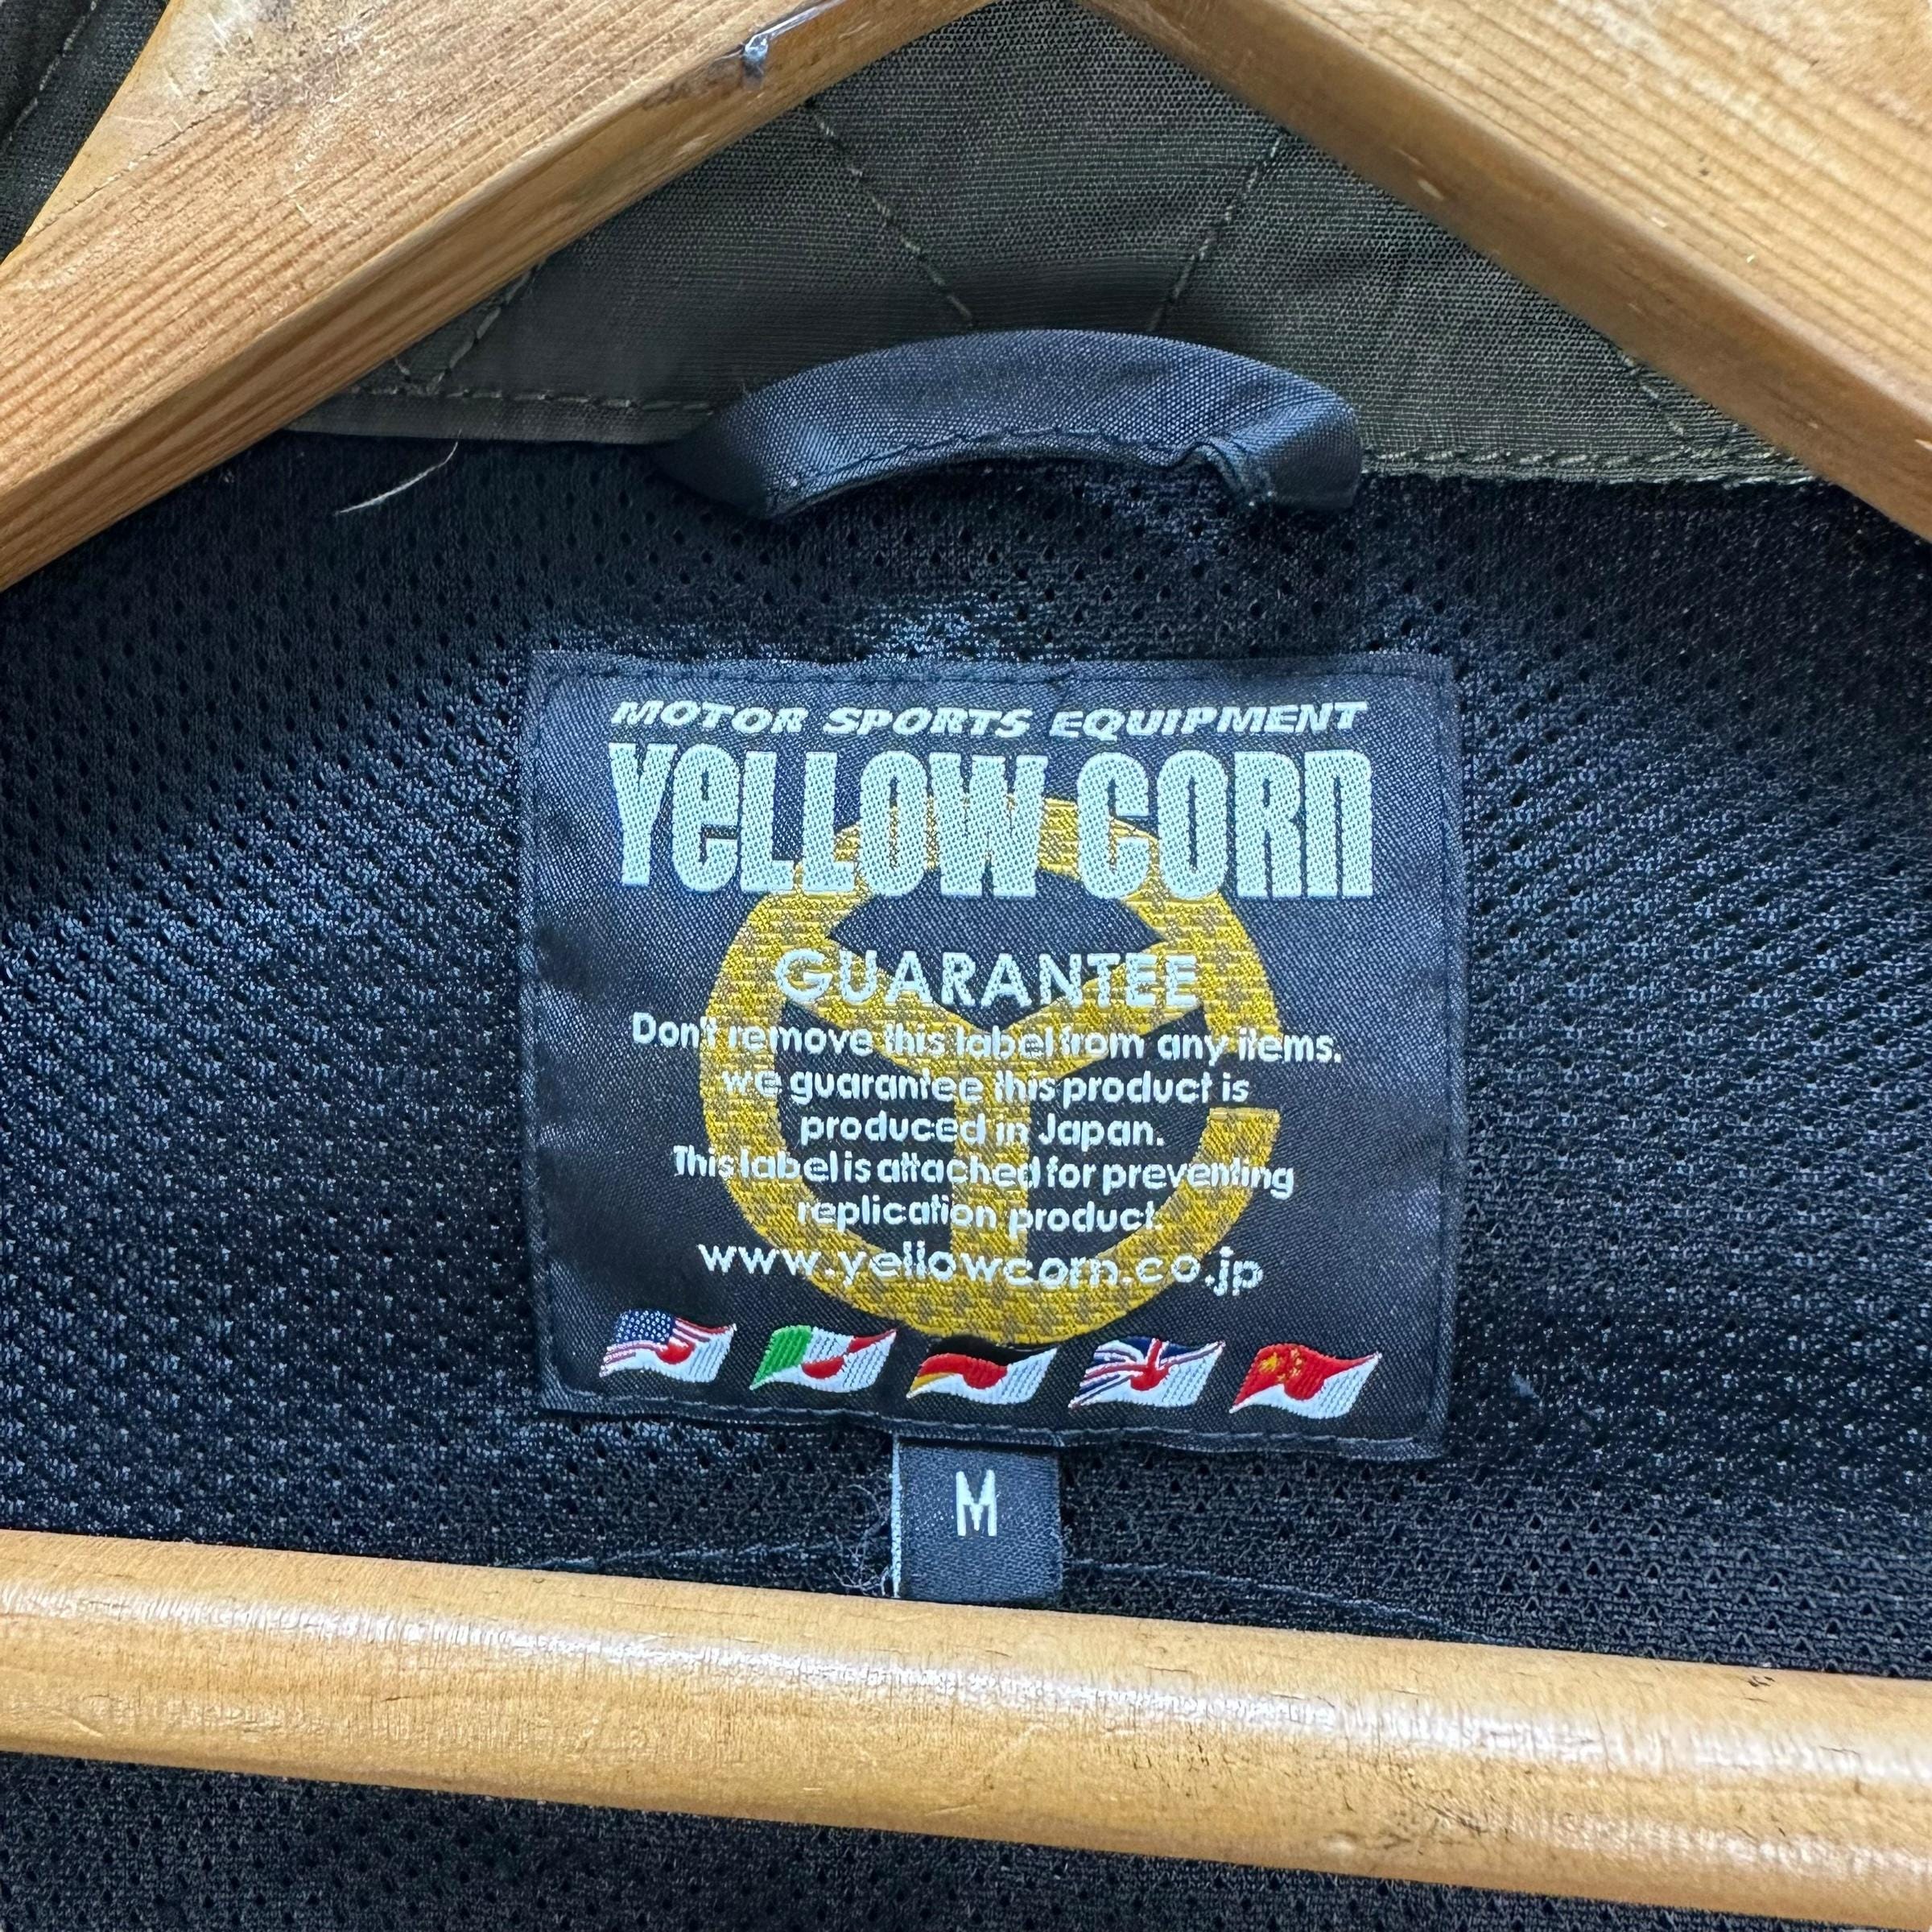 MOTOR SPORTS EQUIPMENT
YeLLOW CORn
GUARANTEE
Don't remove this label from any items.
we guarantee this product is
produced in Japan.
This label is attached for preventing
replication product.
www.yellowcorn.co.jp
M